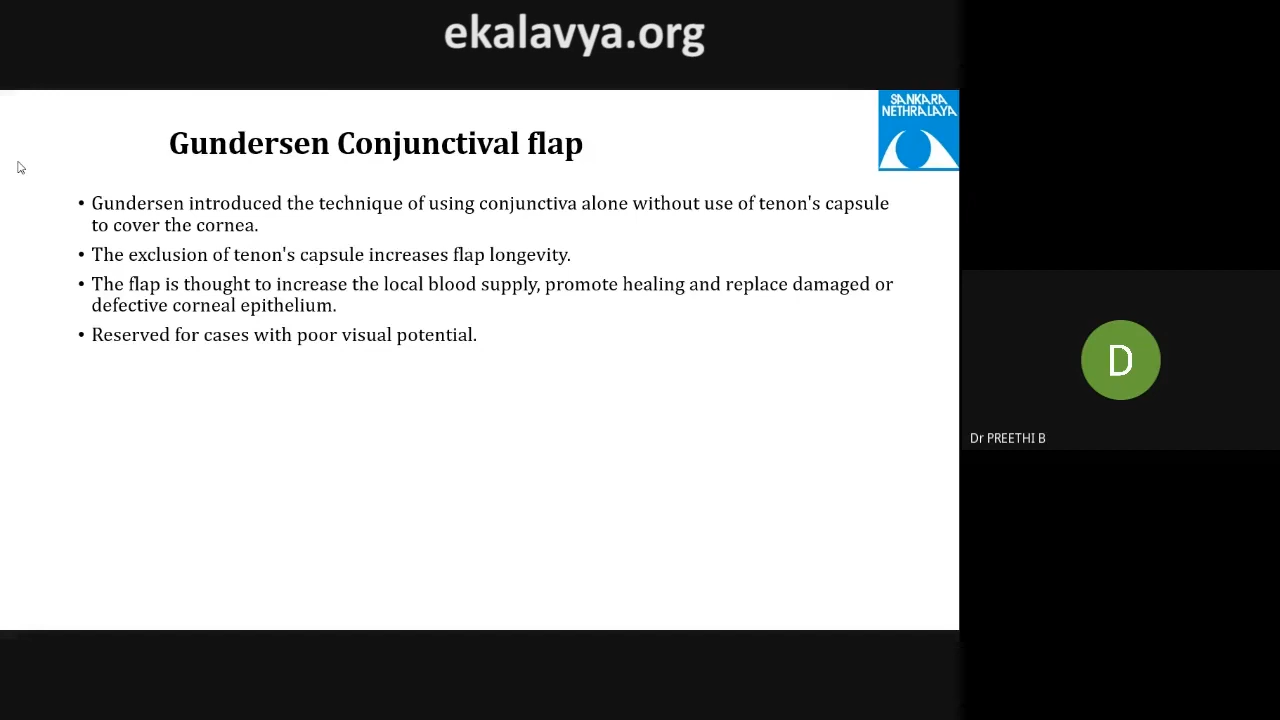 ekalavya.org
SANKARA
NETHRALAYA
Gundersen Conjunctival flap
• Gundersen introduced the technique of using conjunctiva alone without use of tenon's capsule
to cover the cornea.
• The exclusion of tenon's capsule increases flap longevity.
• The flap is thought to increase the local blood supply, promote healing and replace damaged or
defective corneal epithelium.
• Reserved for cases with poor visual potential.
D
Dr PREETHI B